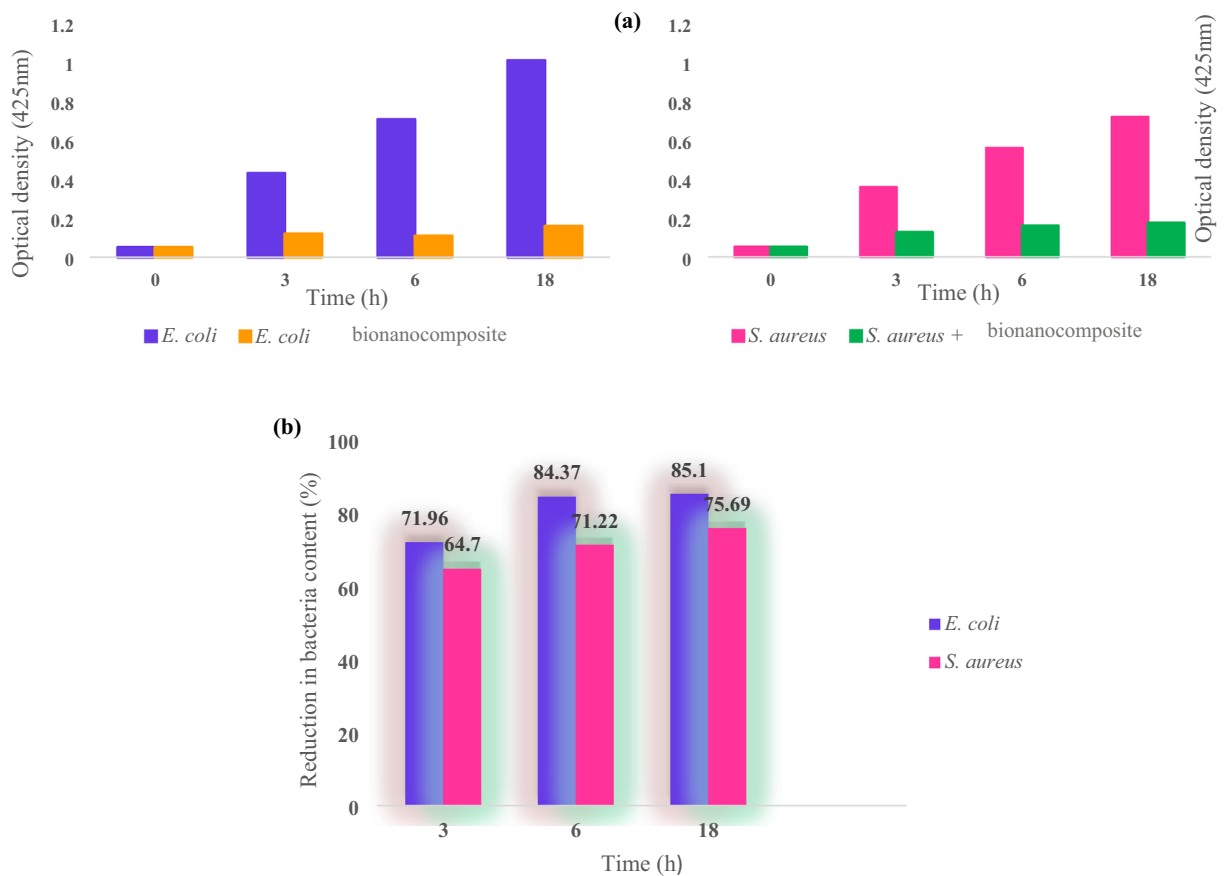 (a)
Optical density (425nm)
1.2
1
0.8
0.6
0.4
0.2
0
0 3 6 18
Time (h)
E. coli E. coli bionanocomposite
1.2
1
0.8
0.6
0.4
0.2
0
0 3 6 18
Time (h)
Optical density (425nm)
S. aureus S. aureus + bionanocomposite
(b)
Reduction in bacteria content (%)
100
80
60
40
20
0
71.96
64.7
84.37
71.22
85.1
75.69
3 6 18
Time (h)
E. coli
S. aureus